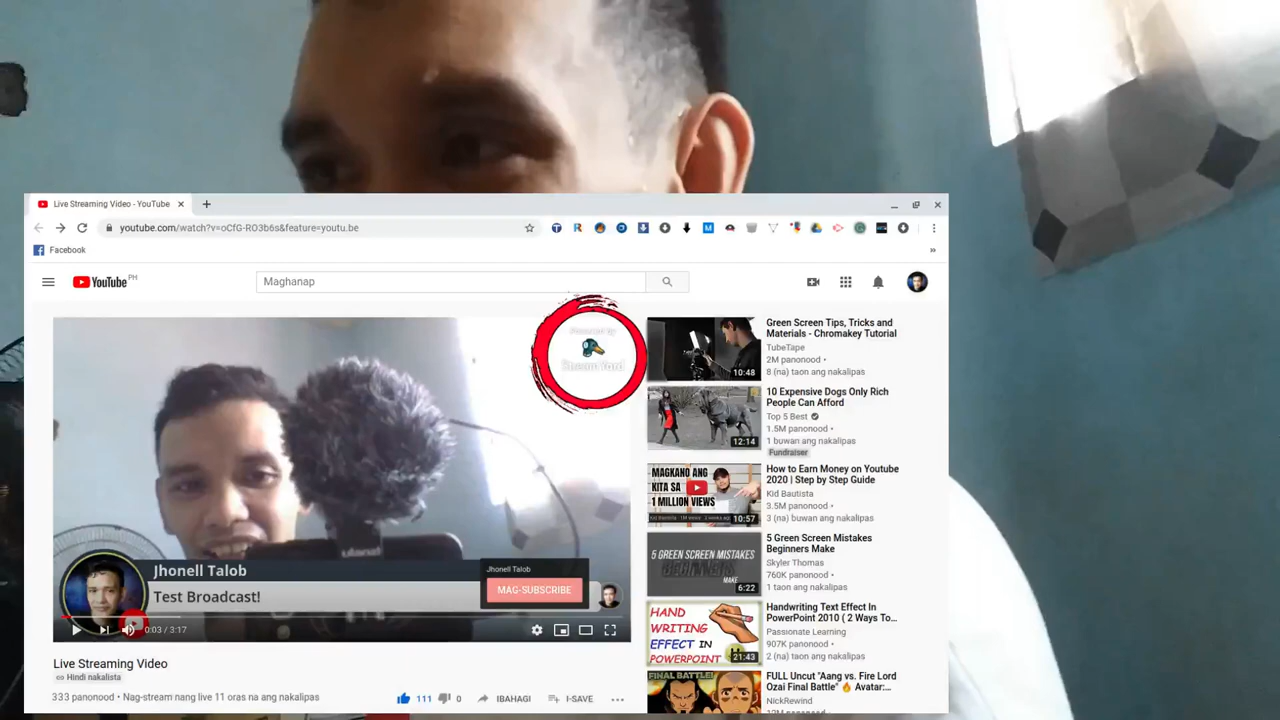 Live Streaming Video - YouTube
youtube.com/watch?v=oCfG-RO3b6s&feature=youtu.be
Facebook
YouTube PH
Maghanap
Powered by
StreamYard
ulanzi
Jhonell Talob
Test Broadcast!
Jhonell Talob
MAG-SUBSCRIBE
0:03 / 3:17
Live Streaming Video
Hindi nakalista
333 panonood • Nag-stream nang live 11 oras na ang nakalipas
111
0
IBAHAGI
I-SAVE
10:48
Green Screen Tips, Tricks and
Materials - Chromakey Tutorial
TubeTape
2M panonood •
8 (na) taon ang nakalipas
12:14
10 Expensive Dogs Only Rich
People Can Afford
Top 5 Best
1.5M panonood •
1 buwan ang nakalipas
Fundraiser
MAGKANO ANG
KITA SA
1 MILLION VIEWS
10:57
How to Earn Money on Youtube
2020 | Step by Step Guide
Kid Bautista
3.5M panonood •
3 (na) buwan ang nakalipas
5 GREEN SCREEN MISTAKES
BEGINNERS
MAKE
6:22
5 Green Screen Mistakes
Beginners Make
Skyler Thomas
760K panonood •
1 taon ang nakalipas
HAND
WRITING
EFFECT IN
POWERPOINT
21:43
Handwriting Text Effect In
PowerPoint 2010 ( 2 Ways To...
Passionate Learning
907K panonood •
2 (na) taon ang nakalipas
FINAL BATTLE!
FULL Uncut "Aang vs. Fire Lord
Ozai Final Battle" 🔥 Avatar:...
NickRewind